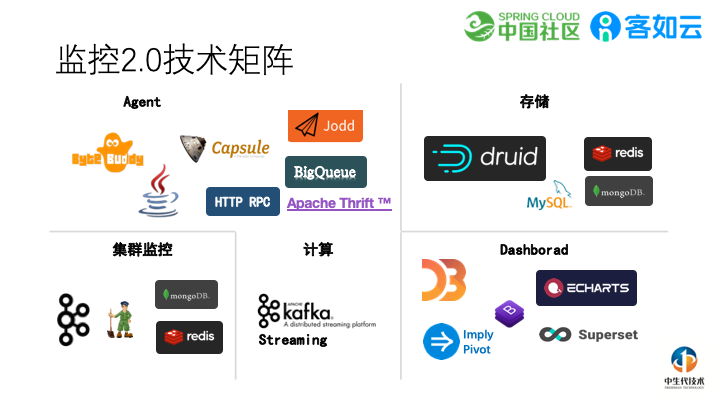 SPRING CLOUD
中国社区
客如云
监控2.0技术矩阵
Agent
Byte Buddy
Capsule
Jodd
BigQueue
HTTP RPC
Apache Thrift ™
Java
存储
druid
redis
MySQL
mongoDB
集群监控
mongoDB
redis
计算
APACHE
kafka
A distributed streaming platform
Streaming
Dashborad
D3
ECHARTS
B
Imply
Pivot
Superset
中生代技术